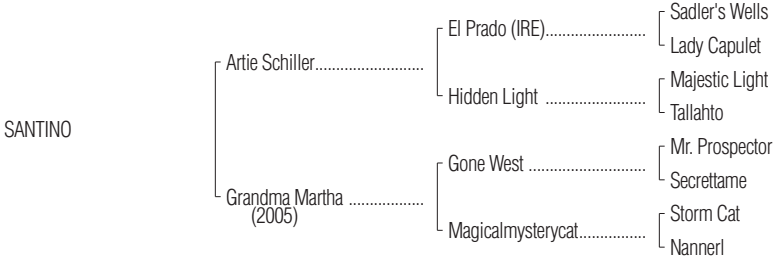 Sadler's Wells
El Prado (IRE)........................
Lady Capulet
Artie Schiller..........................
Majestic Light
Hidden Light ........................
Tallahto
SANTINO
Mr. Prospector
Gone West ............................
Secrettame
Grandma Martha ..................
(2005)
Storm Cat
Magicalmysterycat................
Nannerl